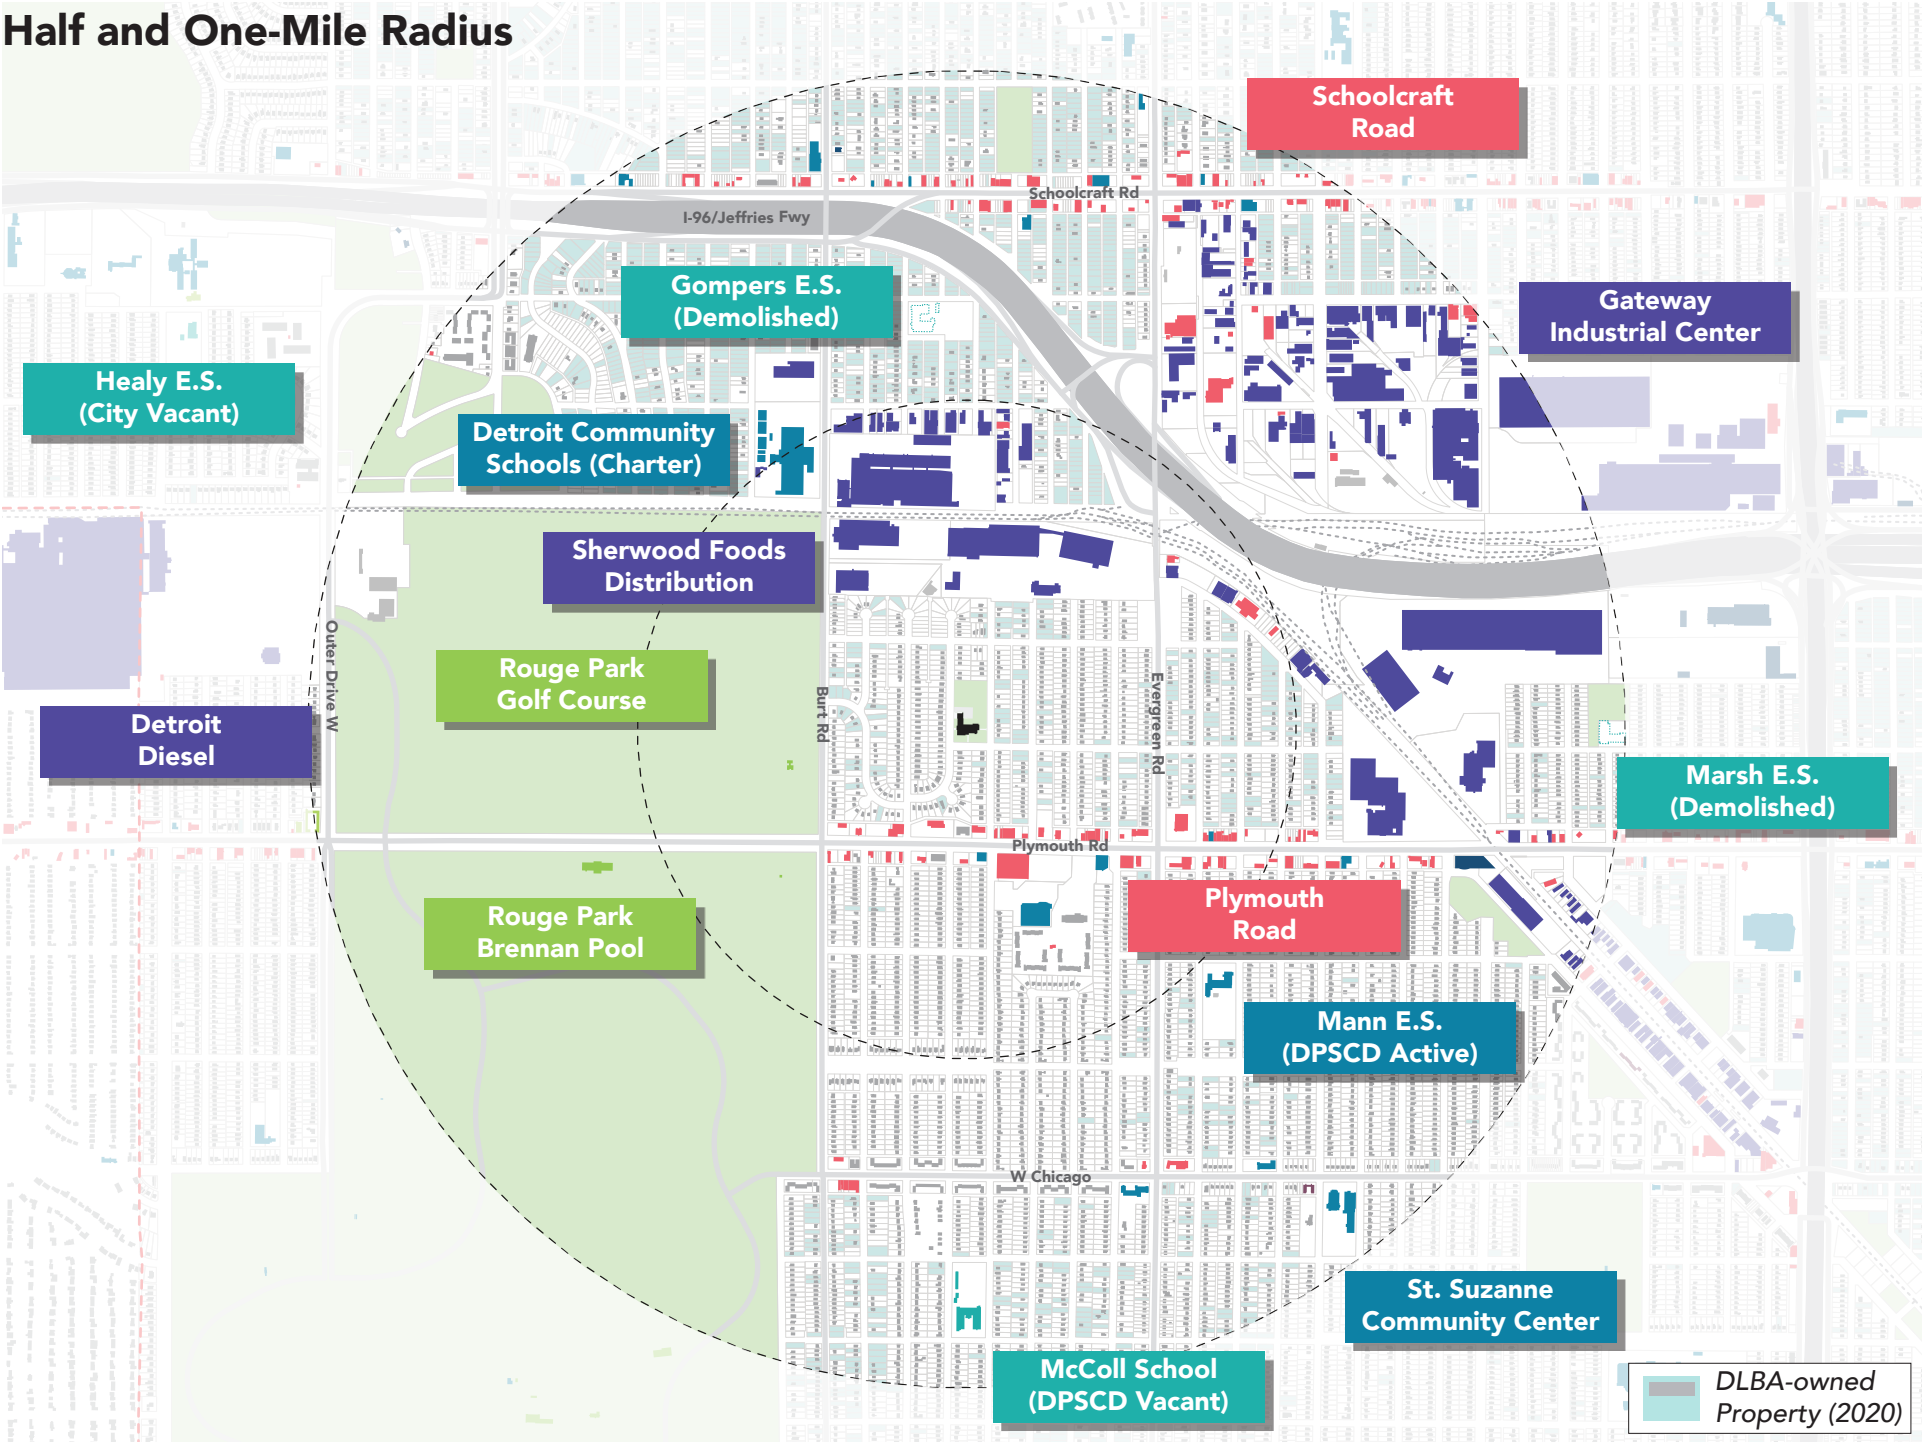 Half and One-Mile Radius
Schoolcraft
Road
Schoolcraft Rd
I-96/Jeffries Fwy
Gompers E.S.
(Demolished)
Gateway
Industrial Center
Healy E.S.
(City Vacant)
Detroit Community
Schools (Charter)
Sherwood Foods
Distribution
Outer Drive W
Rouge Park
Golf Course
Burt Rd
Evergreen Rd
Detroit
Diesel
Marsh E.S.
(Demolished)
Plymouth Rd
Plymouth
Road
Rouge Park
Brennan Pool
Mann E.S.
(DPSCD Active)
W Chicago
St. Suzanne
Community Center
McColl School
(DPSCD Vacant)
DLBA-owned
Property (2020)